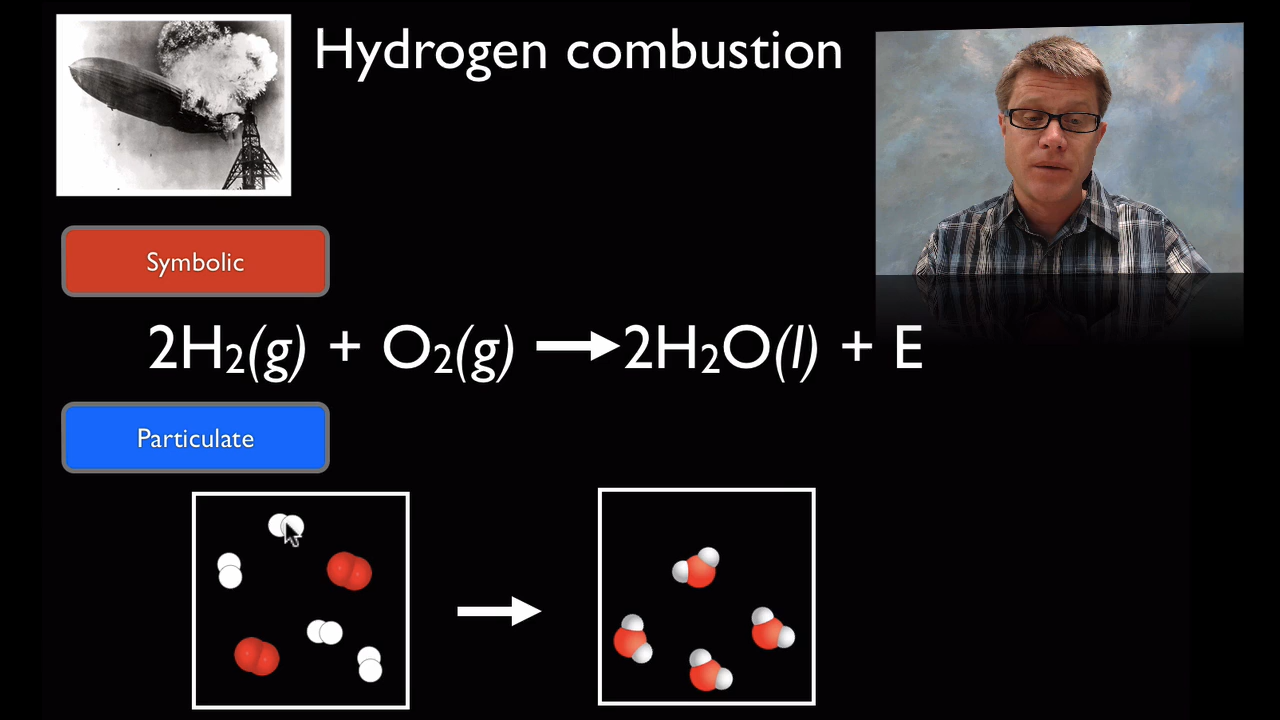 Hydrogen combustion
Symbolic
2H₂(g) + O₂(g) → 2H₂O(l) + E
Particulate